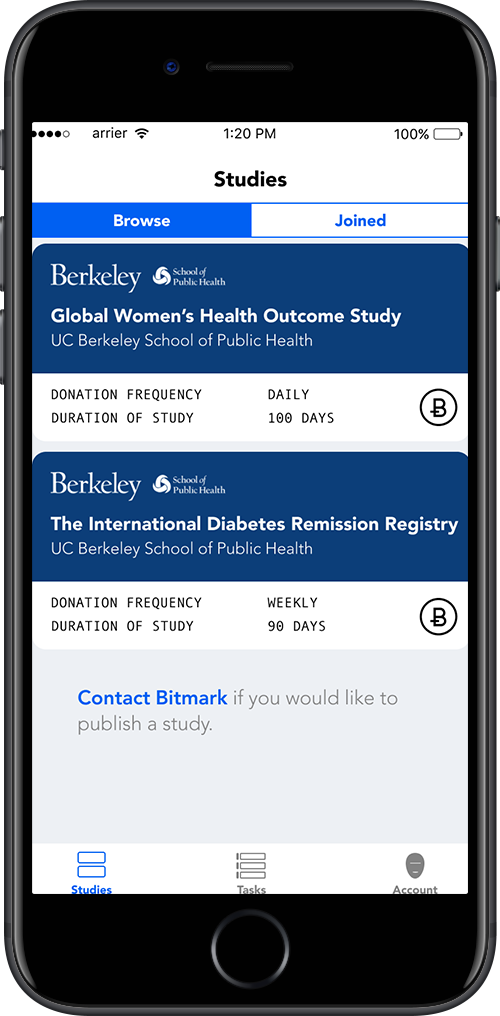 arrier 1:20 PM 100%
Studies
Browse Joined
Berkeley School of
Public Health
Global Women's Health Outcome Study
UC Berkeley School of Public Health
DONATION FREQUENCY DAILY
DURATION OF STUDY 100 DAYS
Berkeley School of
Public Health
The International Diabetes Remission Registry
UC Berkeley School of Public Health
DONATION FREQUENCY WEEKLY
DURATION OF STUDY 90 DAYS
Contact Bitmark if you would like to
publish a study.
Studies Tasks Account